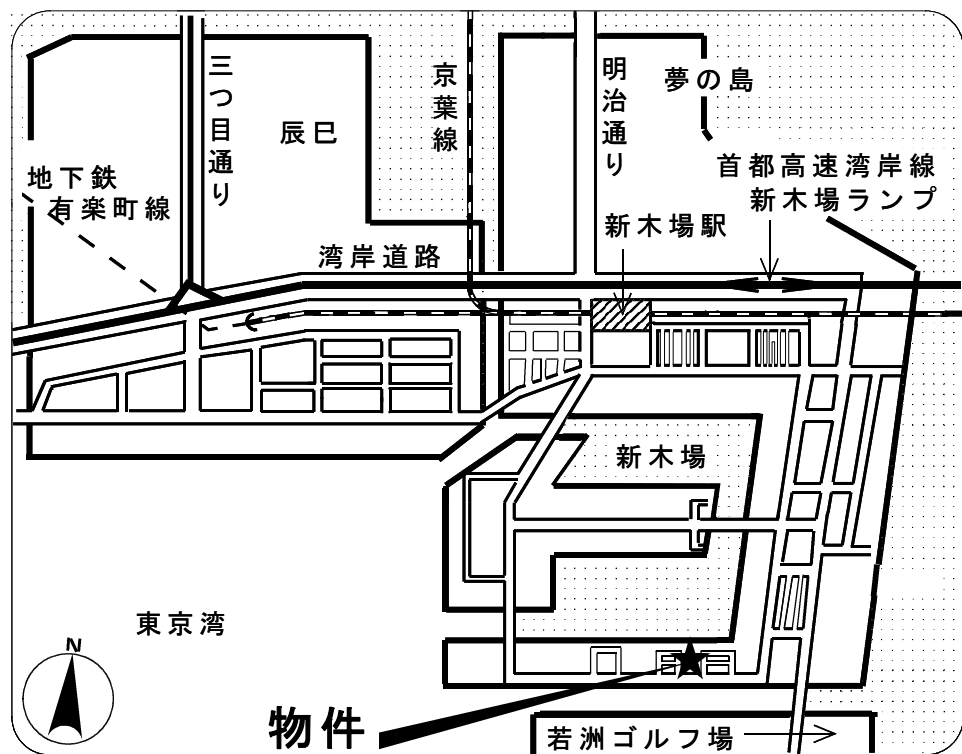 三つ目通り
京葉線
明治通り
夢の島
辰巳
首都高速湾岸線
新木場ランプ
地下鉄
有楽町線
新木場駅
湾岸道路
新木場
東京湾
N
物件
若洲ゴルフ場